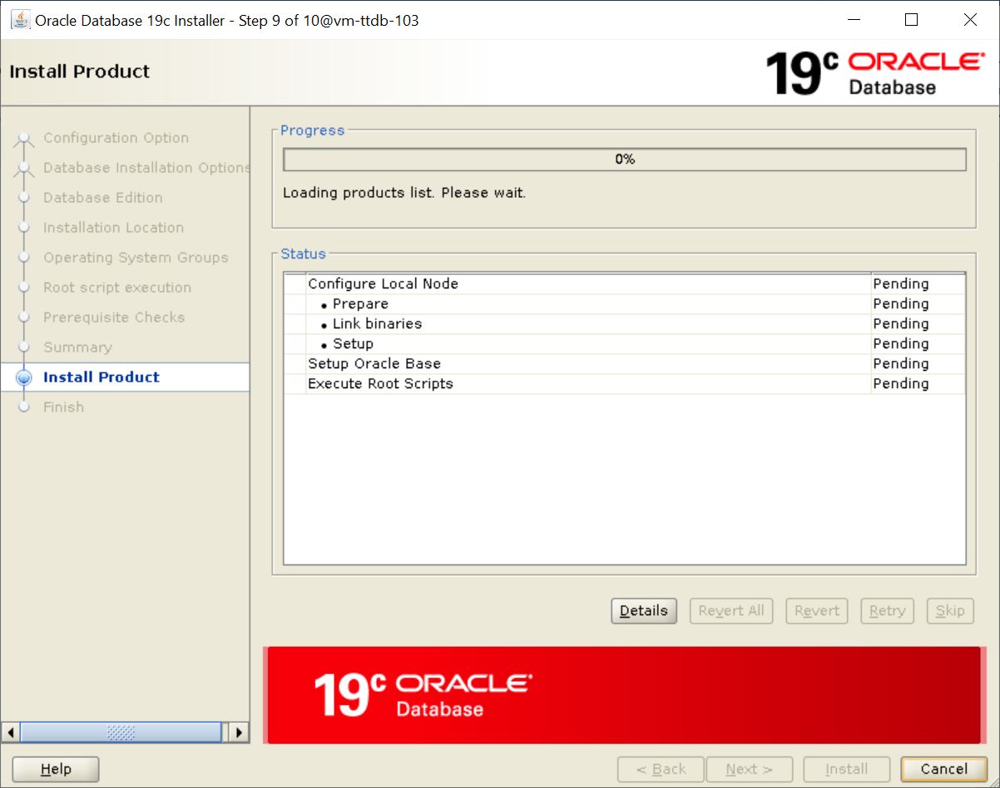 Oracle Database 19c Installer - Step 9 of 10@vm-ttdb-103
Install Product
19c ORACLE
Database
Configuration Option
Database Installation Options
Database Edition
Installation Location
Operating System Groups
Root script execution
Prerequisite Checks
Summary
Install Product
Finish
Progress
0%
Loading products list. Please wait.
Status
Configure Local Node Pending
• Prepare Pending
• Link binaries Pending
• Setup Pending
Setup Oracle Base Pending
Execute Root Scripts Pending
Details Revert All Revert Retry Skip
19c ORACLE
Database
Help < Back Next > Install Cancel